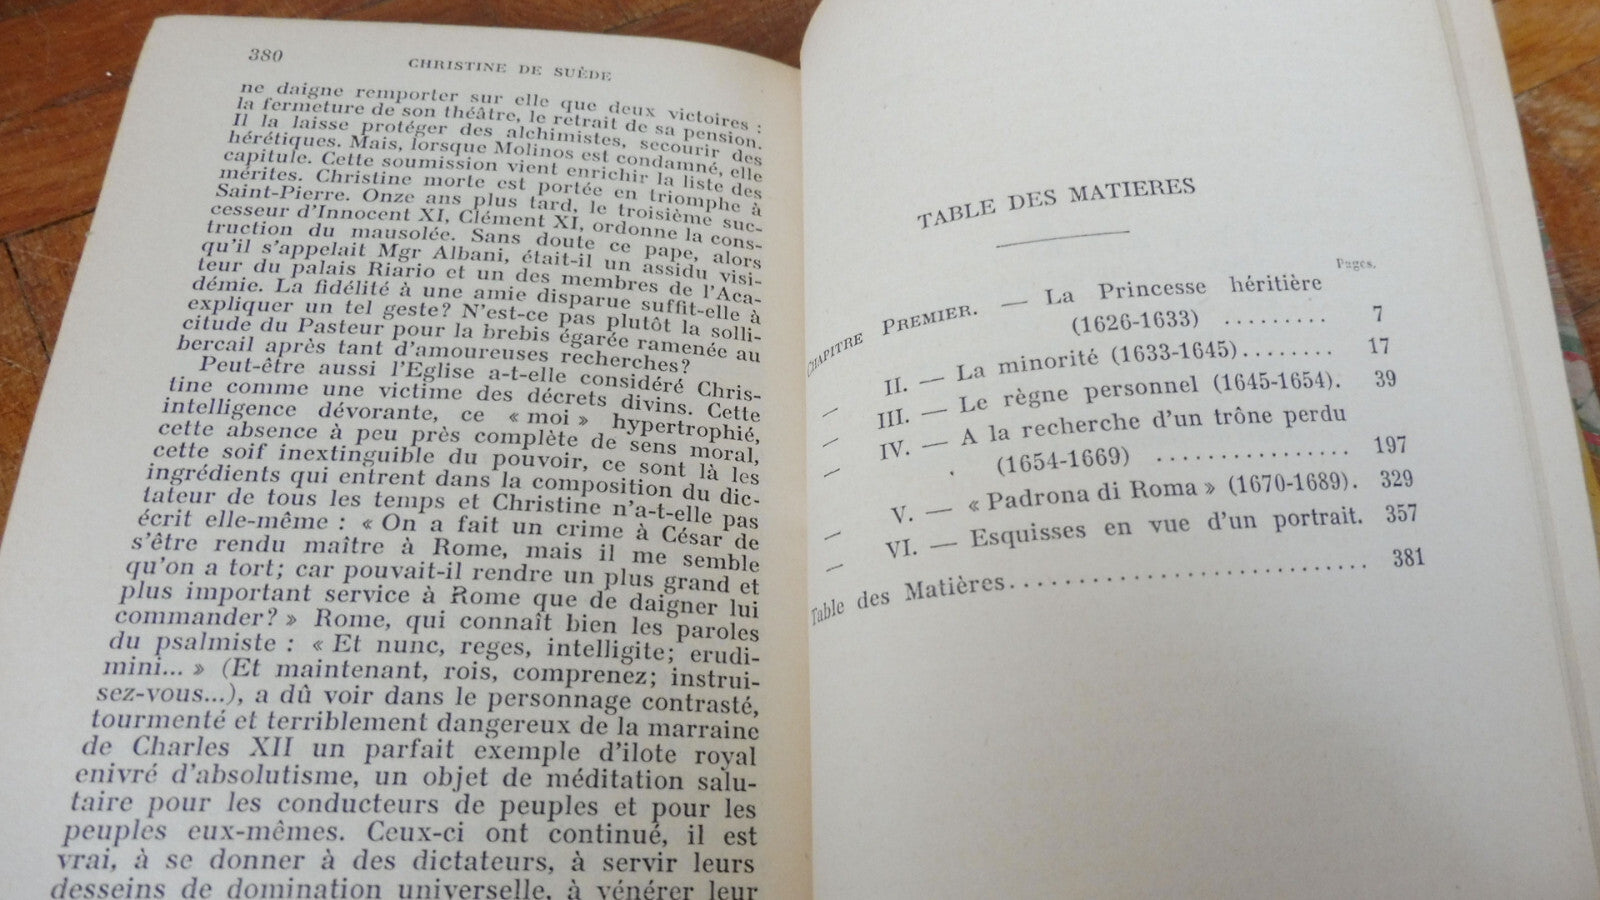 380
CHRISTINE DE SUÈDE
ne daigne remporter sur elle que deux victoires :
la fermeture de son théâtre, le retrait de sa pension.
Il la laisse protéger des alchimistes, secourir des
hérétiques. Mais, lorsque Molinos est condamné, elle
capitule. Cette soumission vient enrichir la liste des
mérites. Christine morte est portée en triomphe à
Saint-Pierre. Onze ans plus tard, le troisième suc-
cesseur d'Innocent XI, Clément XI, ordonne la cons-
truction du mausolée. Sans doute ce pape, alors
qu'il s'appelait Mgr Albani, était-il un assidu visi-
teur du palais Riario et un des membres de l'Aca-
démie. La fidélité à une amie disparue suffit-elle à
expliquer un tel geste? N'est-ce pas plutôt la solli-
citude du Pasteur pour la brebis égarée ramenée au
bercail après tant d'amoureuses recherches?
Peut-être aussi l'Eglise a-t-elle considéré Chris-
tine comme une victime des décrets divins. Cette
intelligence dévorante, ce « moi » hypertrophié,
cette absence à peu près complète de sens moral,
cette soif inextinguible du pouvoir, ce sont là les
ingrédients qui entrent dans la composition du dic-
tateur de tous les temps et Christine n'a-t-elle pas
écrit elle-même : « On a fait un crime à César de
s'être rendu maître à Rome, mais il me semble
qu'on a tort; car pouvait-il rendre un plus grand et
plus important service à Rome que de daigner lui
commander? » Rome, qui connaît bien les paroles
du psalmiste : « Et nunc, reges, intelligite; erudi-
mini... » (Et maintenant, rois, comprenez; instrui-
sez-vous...), a dû voir dans le personnage contrasté,
tourmenté et terriblement dangereux de la marraine
de Charles XII un parfait exemple d'ilote royal
enivré d'absolutisme, un objet de méditation salu-
taire pour les conducteurs de peuples et pour les
peuples eux-mêmes. Ceux-ci ont continué, il est
vrai, à se donner à des dictateurs, à servir leurs
desseins de domination universelle, à vénérer leur
TABLE DES MATIERES
Pages.
CHAPITRE PREMIER. — La Princesse héritière
(1626-1633) ......... 7
— II. — La minorité (1633-1645)........ 17
— III. — Le règne personnel (1645-1654). 39
— IV. — A la recherche d'un trône perdu
(1654-1669) ................ 197
— V. — « Padrona di Roma » (1670-1689). 329
— VI. — Esquisses en vue d'un portrait. 357
Table des Matières............................. 381